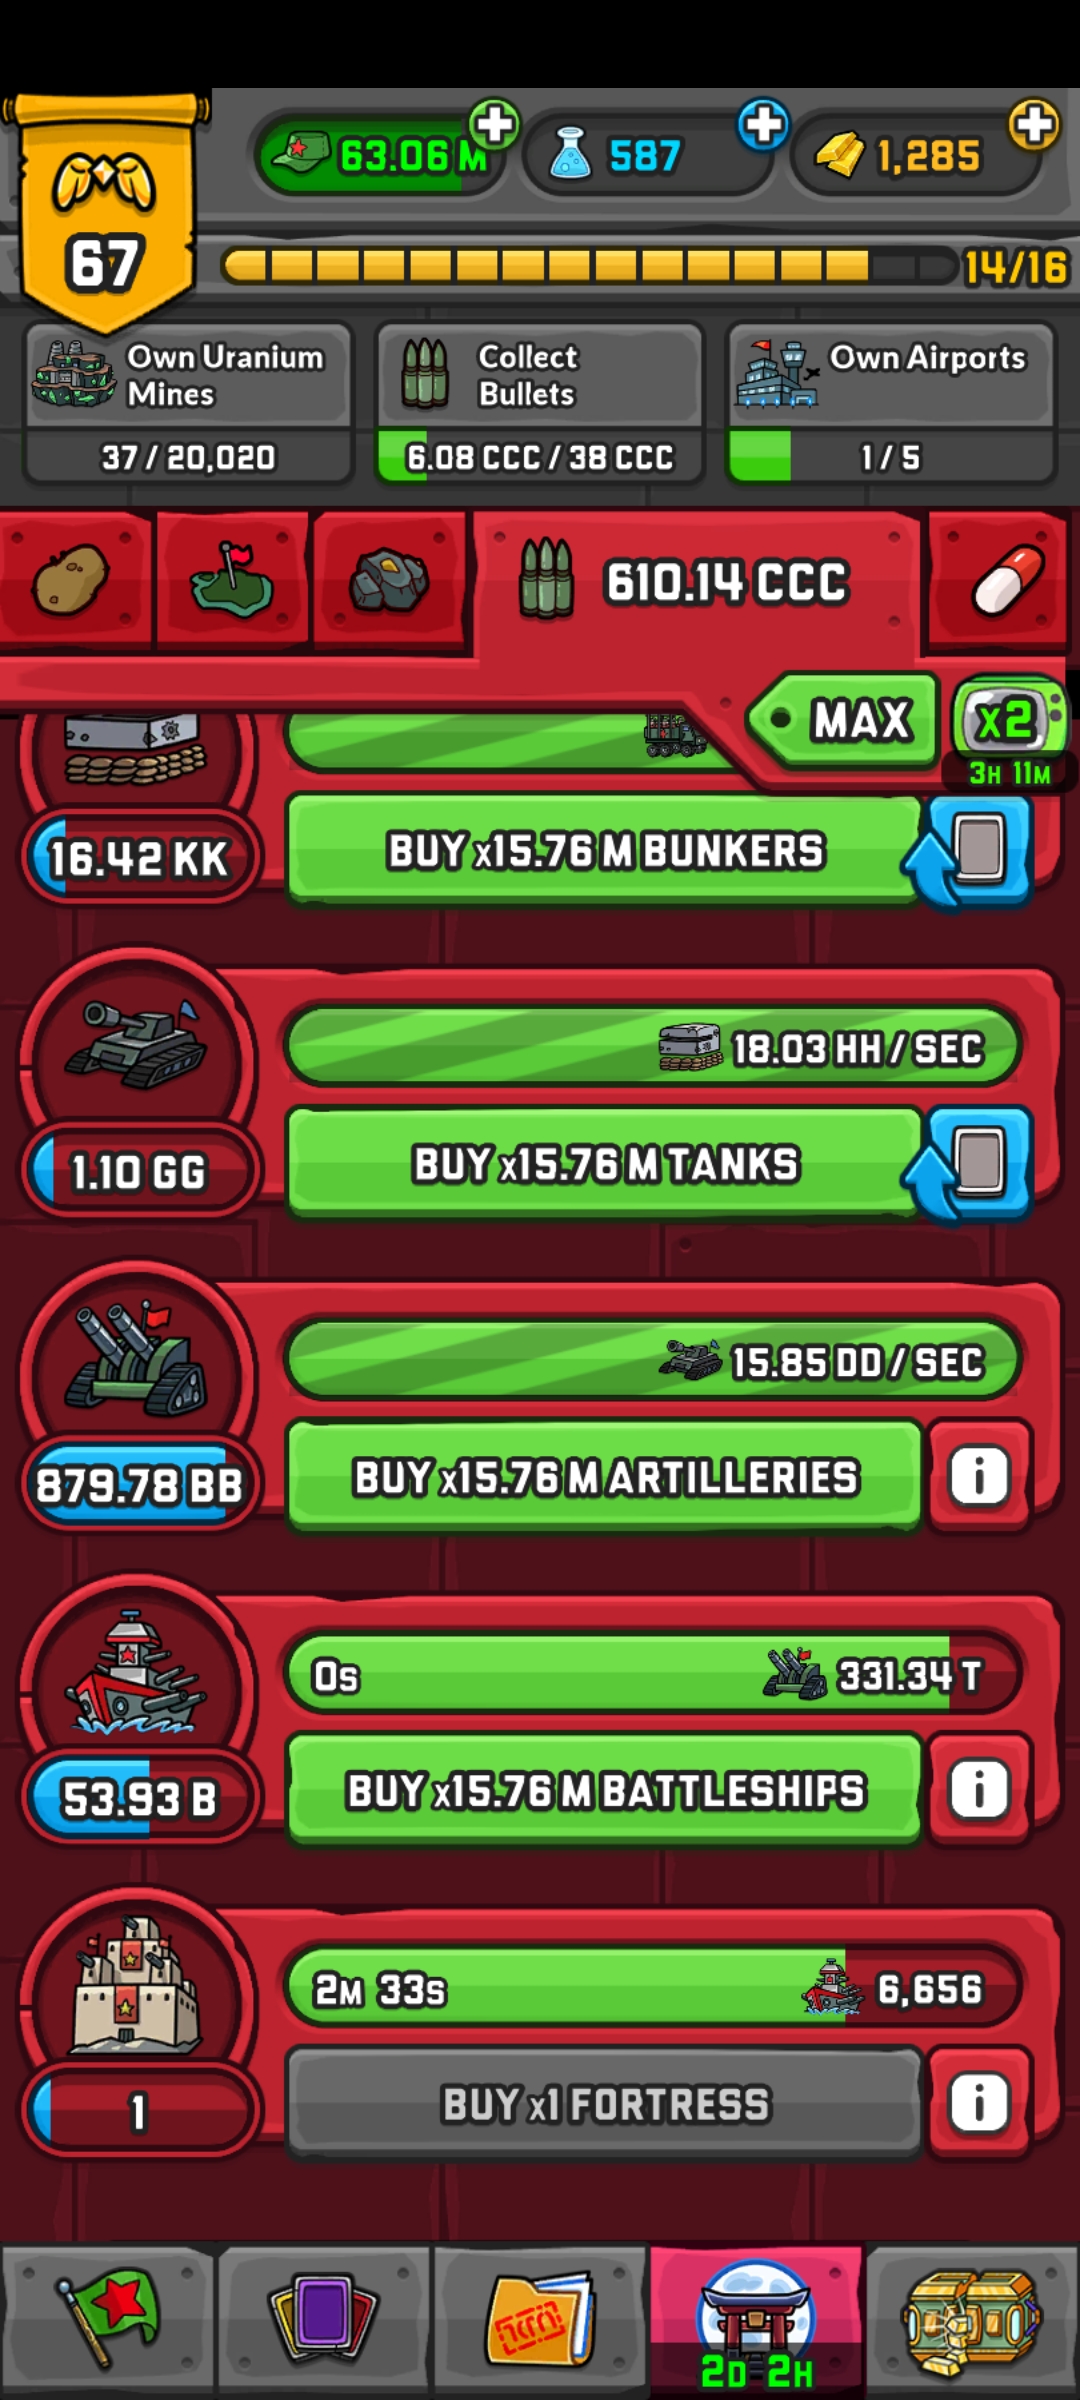 63.06 M
587
1,285
67
14/16
Own Uranium
Mines
37 / 20,020
Collect
Bullets
6.08 CCC / 38 CCC
Own Airports
1 / 5
610.14 CCC
MAX
x2
3H 11M
16.42 KK
BUY x15.76 M BUNKERS
18.03 HH / SEC
1.10 GG
BUY x15.76 M TANKS
15.85 DD / SEC
879.78 BB
BUY x15.76 M ARTILLERIES
i
0s
331.34 T
53.93 B
BUY x15.76 M BATTLESHIPS
i
2M 33s
6,656
1
BUY x1 FORTRESS
i
2D 2H